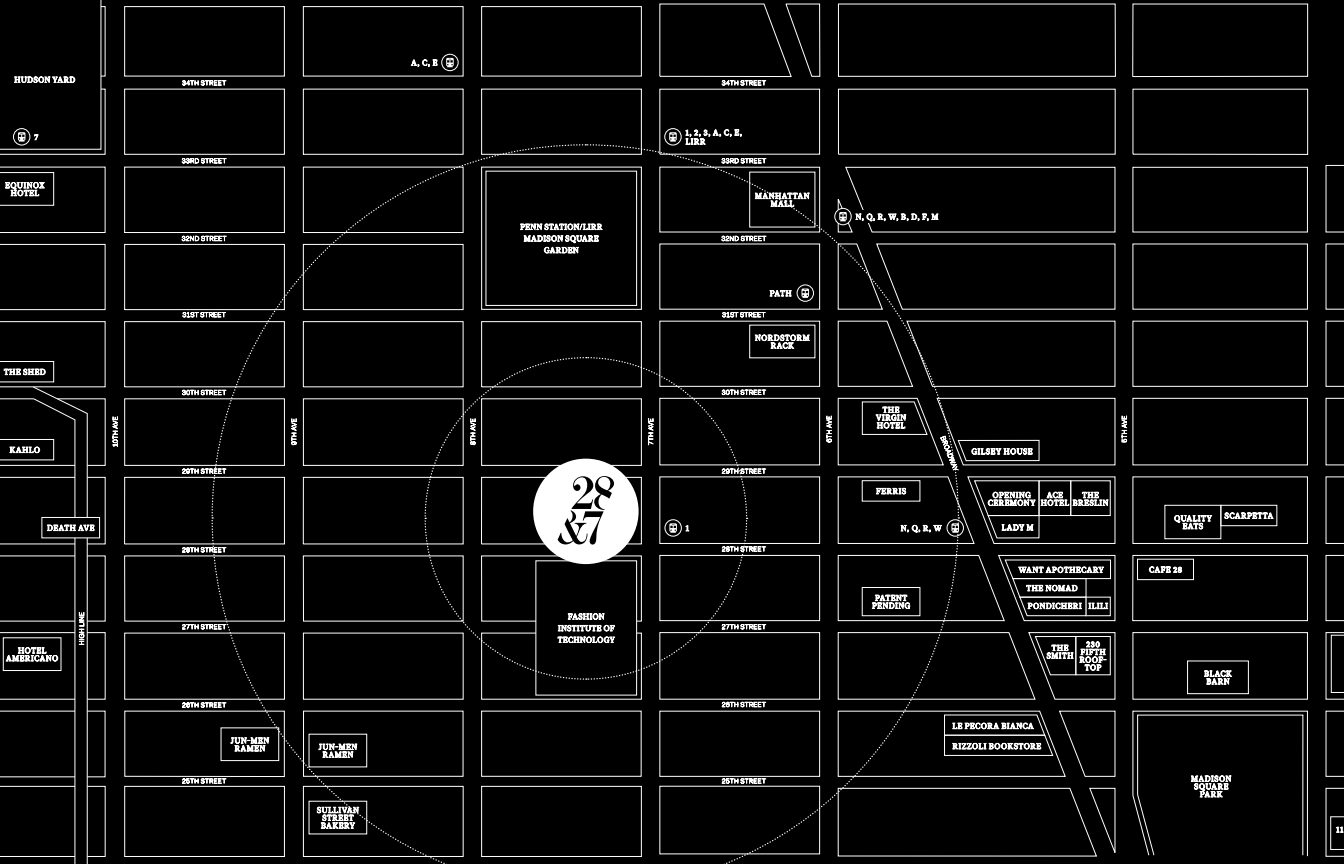 HUDSON YARD
A, C, E
34TH STREET
34TH STREET
7
1, 2, 3, A, C, E,
LIRR
33RD STREET
33RD STREET
EQUINOX
HOTEL
MANHATTAN
MALL
PENN STATION/LIRR
MADISON SQUARE
GARDEN
N, Q, R, W, B, D, F, M
32ND STREET
32ND STREET
PATH
31ST STREET
31ST STREET
NORDSTORM
RACK
THE SHED
30TH STREET
30TH STREET
10TH AVE
9TH AVE
8TH AVE
7TH AVE
6TH AVE
5TH AVE
THE
VIRGIN
HOTEL
BROADWAY
KAHLO
GILSEY HOUSE
29TH STREET
29TH STREET
28
&7
FERRIS
OPENING
CEREMONY
ACE
HOTEL
THE
BRESLIN
LADY M
QUALITY
EATS
SCARPETTA
DEATH AVE
1
N, Q, R, W
28TH STREET
28TH STREET
WANT APOTHECARY
CAFE 28
THE NOMAD
PONDICHERI
ILILI
PATENT
PENDING
FASHION
INSTITUTE OF
TECHNOLOGY
HIGH LINE
27TH STREET
27TH STREET
HOTEL
AMERICANO
THE
SMITH
230
FIFTH
ROOF-
TOP
BLACK
BARN
26TH STREET
26TH STREET
JUN-MEN
RAMEN
JUN-MEN
RAMEN
LE PECORA BIANCA
RIZZOLI BOOKSTORE
25TH STREET
25TH STREET
MADISON
SQUARE
PARK
SULLIVAN
STREET
BAKERY
11